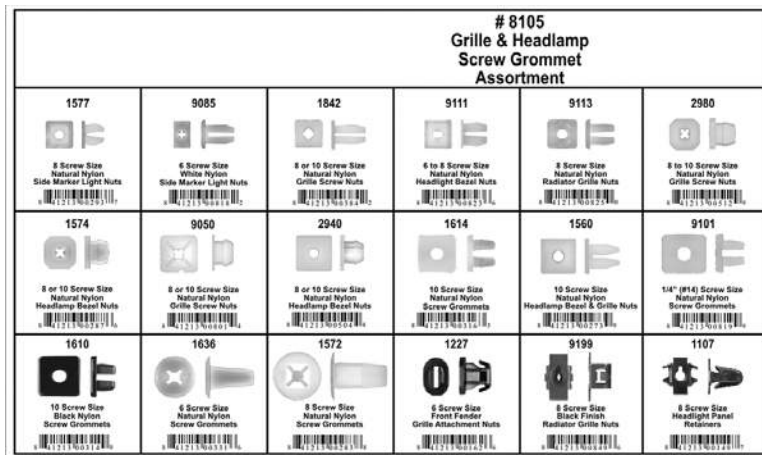 # 8105
Grille & Headlamp
Screw Grommet
Assortment
1577
8 Screw Size
Natural Nylon
Side Marker Light Nuts
9085
6 Screw Size
White Nylon
Side Marker Light Nuts
1842
8 or 10 Screw Size
Natural Nylon
Grille Screw Nuts
9111
6 to 8 Screw Size
Natural Nylon
Headlight Bezel Nuts
9113
8 Screw Size
Natural Nylon
Radiator Grille Nuts
2980
8 to 10 Screw Size
Natural Nylon
Grille Screw Nuts
1574
8 or 10 Screw Size
Natural Nylon
Headlamp Bezel Nuts
9050
8 or 10 Screw Size
Natural Nylon
Grille Screw Nuts
2940
8 or 10 Screw Size
Natural Nylon
Headlamp Bezel Nuts
1614
10 Screw Size
Natural Nylon
Screw Grommets
1560
10 Screw Size
Natual Nylon
Headlamp Bezel & Grille Nuts
9101
1/4" (#14) Screw Size
Natural Nylon
Screw Grommets
1610
10 Screw Size
Black Nylon
Screw Grommets
1636
6 Screw Size
Natural Nylon
Screw Grommets
1572
8 Screw Size
Natural Nylon
Screw Grommets
1227
6 Screw Size
Front Fender
Grille Attachment Nuts
9199
8 Screw Size
Black Finish
Radiator Grille Nuts
1107
8 Screw Size
Headlight Panel
Retainers